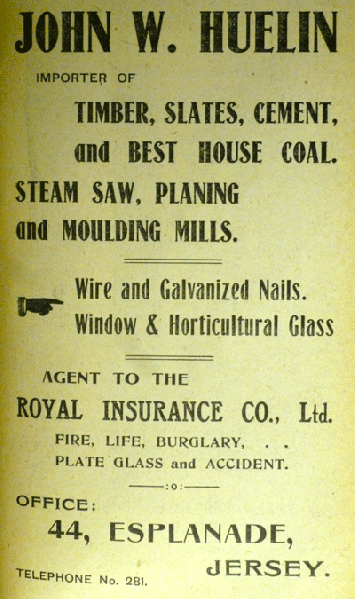 JOHN W. HUELIN
IMPORTER OF
TIMBER, SLATES, CEMENT,
and BEST HOUSE COAL.
STEAM SAW, PLANING
and MOULDING MILLS.
Wire and Galvanized Nails.
Window & Horticultural Glass
AGENT TO THE
ROYAL INSURANCE CO., Ltd.
FIRE, LIFE, BURGLARY, . .
PLATE GLASS and ACCIDENT.
:o:
OFFICE:
44, ESPLANADE,
JERSEY.
TELEPHONE No. 281.